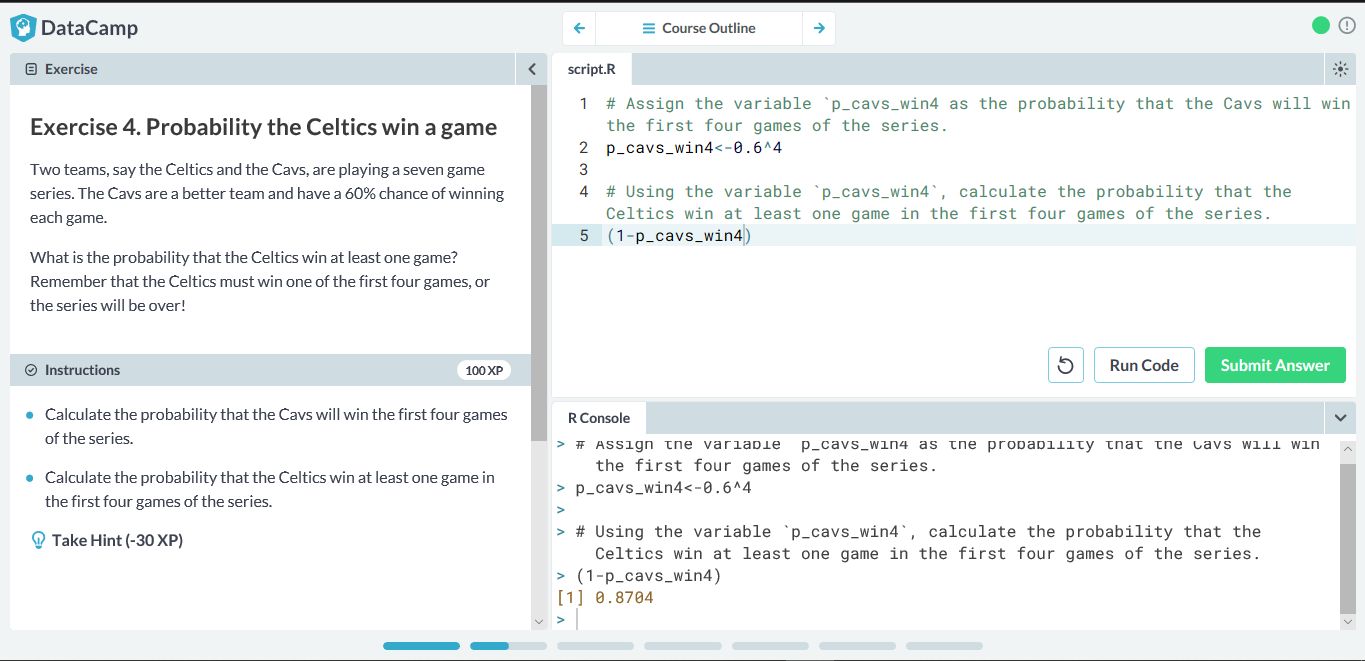 DataCamp
Course Outline
Exercise
Exercise 4. Probability the Celtics win a game
Two teams, say the Celtics and the Cavs, are playing a seven game
series. The Cavs are a better team and have a 60% chance of winning
each game.
What is the probability that the Celtics win at least one game?
Remember that the Celtics must win one of the first four games, or
the series will be over!
Instructions
100 XP
Calculate the probability that the Cavs will win the first four games
of the series.
Calculate the probability that the Celtics win at least one game in
the first four games of the series.
Take Hint (-30 XP)
script.R
1 # Assign the variable `p_cavs_win4 as the probability that the Cavs will win
the first four games of the series.
2 p_cavs_win4<-0.6^4
3
4 # Using the variable `p_cavs_win4`, calculate the probability that the
Celtics win at least one game in the first four games of the series.
5 (1-p_cavs_win4)
Run Code
Submit Answer
R Console
> # Assign the variable `p_cavs_win4 as the probability that the Cavs will win
the first four games of the series.
> p_cavs_win4<-0.6^4
>
> # Using the variable `p_cavs_win4`, calculate the probability that the
Celtics win at least one game in the first four games of the series.
> (1-p_cavs_win4)
[1] 0.8704
>